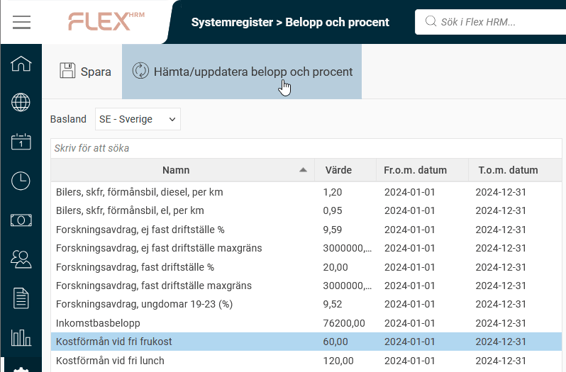 FLEX HRM
Systemregister > Belopp och procent
Sök i Flex HRM...
Spara
Hämta/uppdatera belopp och procent
Basland SE - Sverige
1
Skriv för att söka
Namn Värde Fr.o.m. datum T.o.m. datum
Bilers, skfr, förmånsbil, diesel, per km 1,20 2024-01-01 2024-12-31
Bilers, skfr, förmånsbil, el, per km 0,95 2024-01-01 2024-12-31
Forskningsavdrag, ej fast driftställe % 9,59 2024-01-01 2024-12-31
Forskningsavdrag, ej fast driftställe maxgräns 3000000,... 2024-01-01 2024-12-31
Forskningsavdrag, fast driftställe % 20,00 2024-01-01 2024-12-31
Forskningsavdrag, fast driftställe maxgräns 3000000,... 2024-01-01 2024-12-31
Forskningsavdrag, ungdomar 19-23 (%) 9,52 2024-01-01 2024-12-31
Inkomstbasbelopp 76200,00 2024-01-01 2024-12-31
Kostförmån vid fri frukost 60,00 2024-01-01 2024-12-31
Kostförmån vid fri lunch 120,00 2024-01-01 2024-12-31